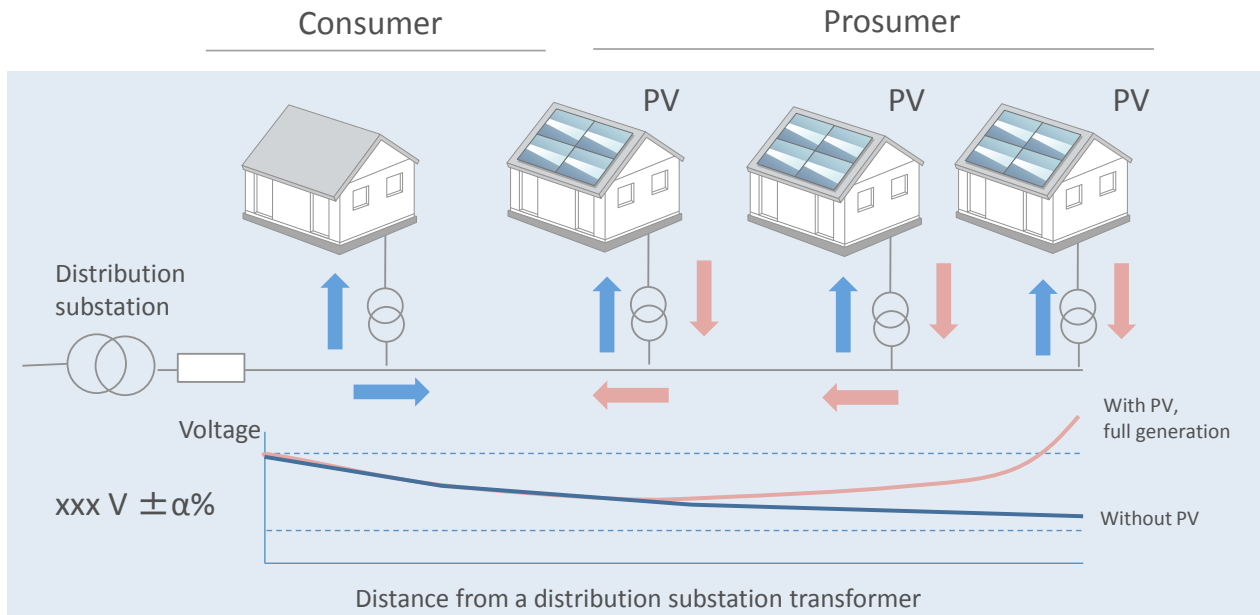 Consumer
Prosumer
PV
PV
PV
Distribution
substation
With PV,
full generation
Voltage
xxx V ±α%
Without PV
Distance from a distribution substation transformer